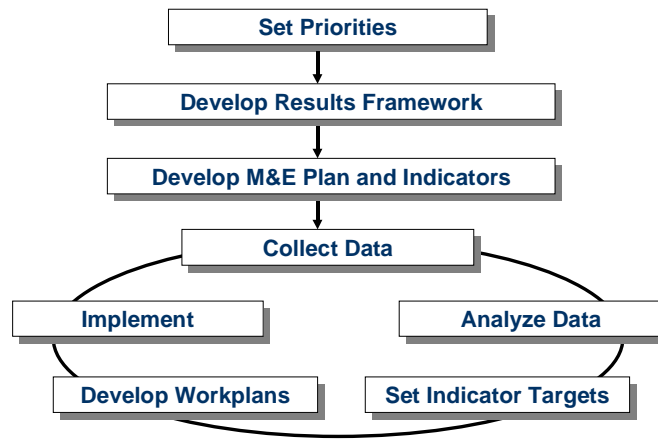 Set Priorities
Develop Results Framework
Develop M&E Plan and Indicators
Collect Data
Implement
Analyze Data
Develop Workplans
Set Indicator Targets